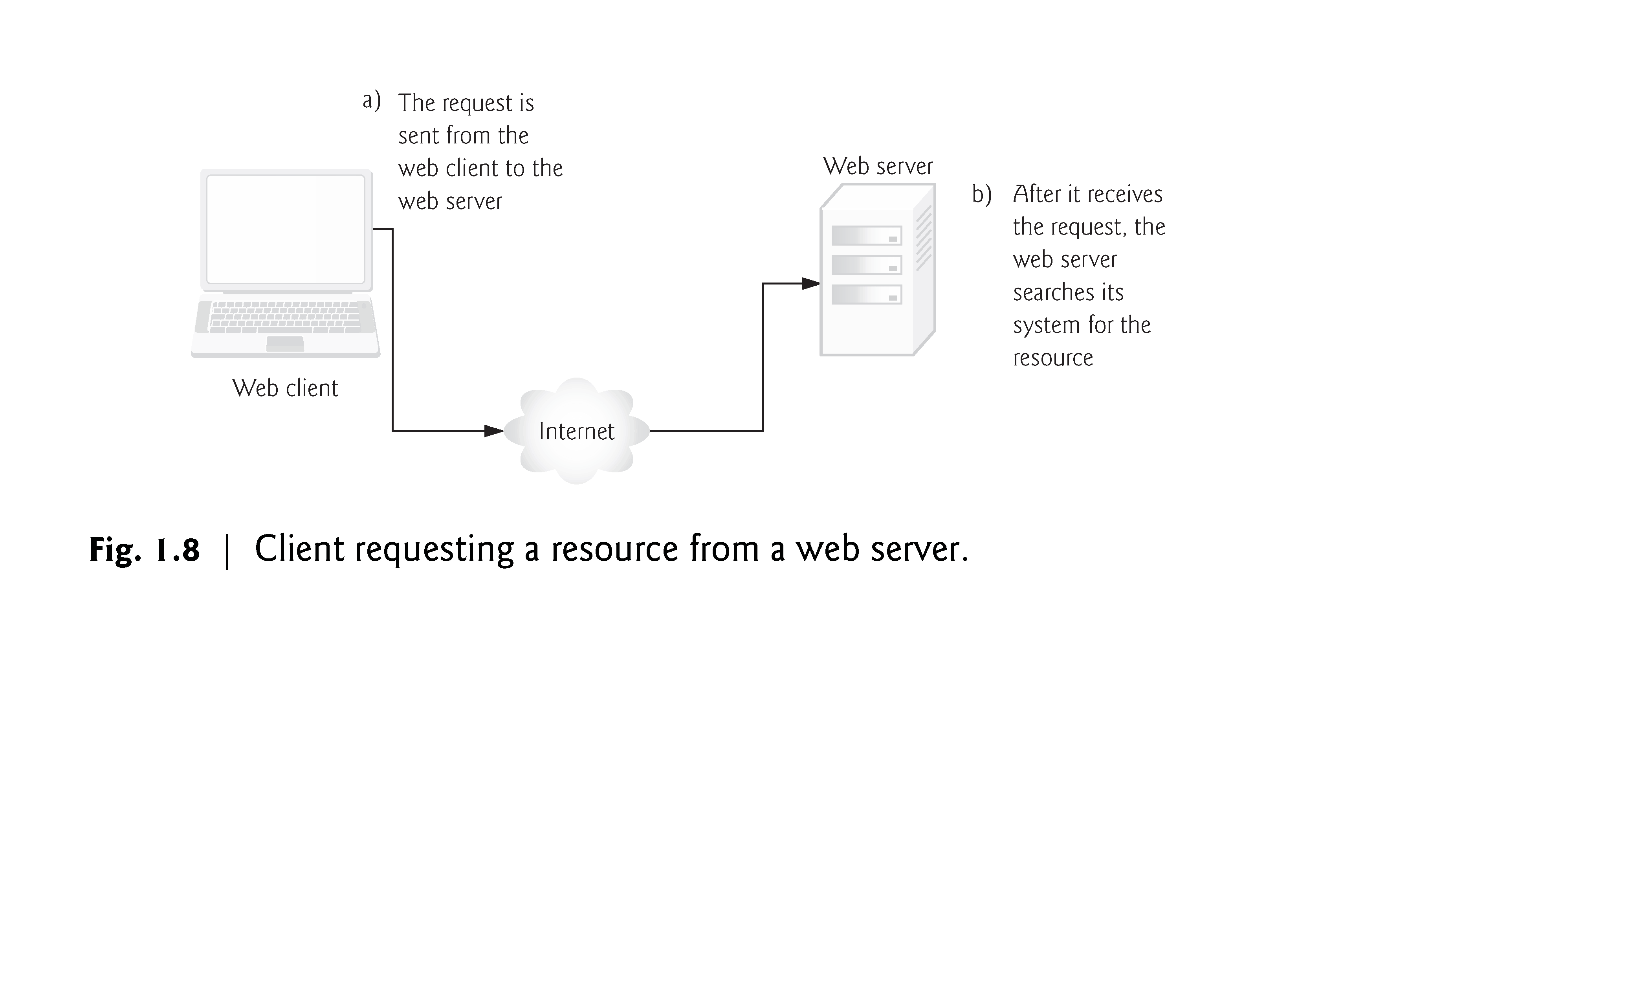 a) The request is
sent from the
web client to the
web server
Web server
b) After it receives
the request, the
web server
searches its
system for the
resource
Web client
Internet
Fig. 1.8 | Client requesting a resource from a web server.